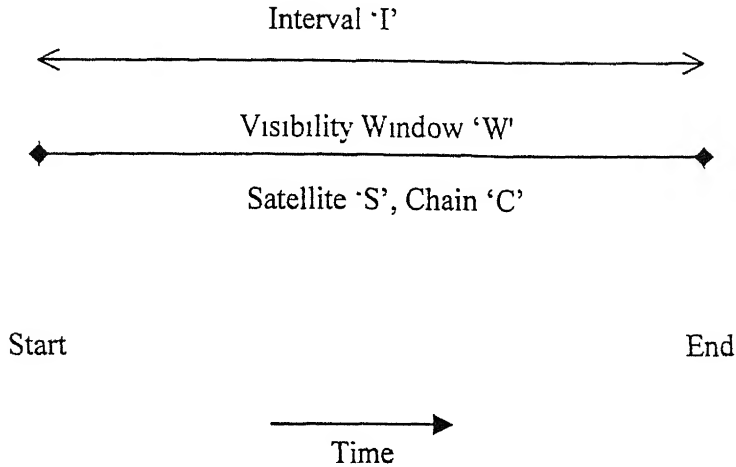 Interval ‘I’
Visibility Window ‘W'
Satellite ‘S’, Chain ‘C’
Start End
Time